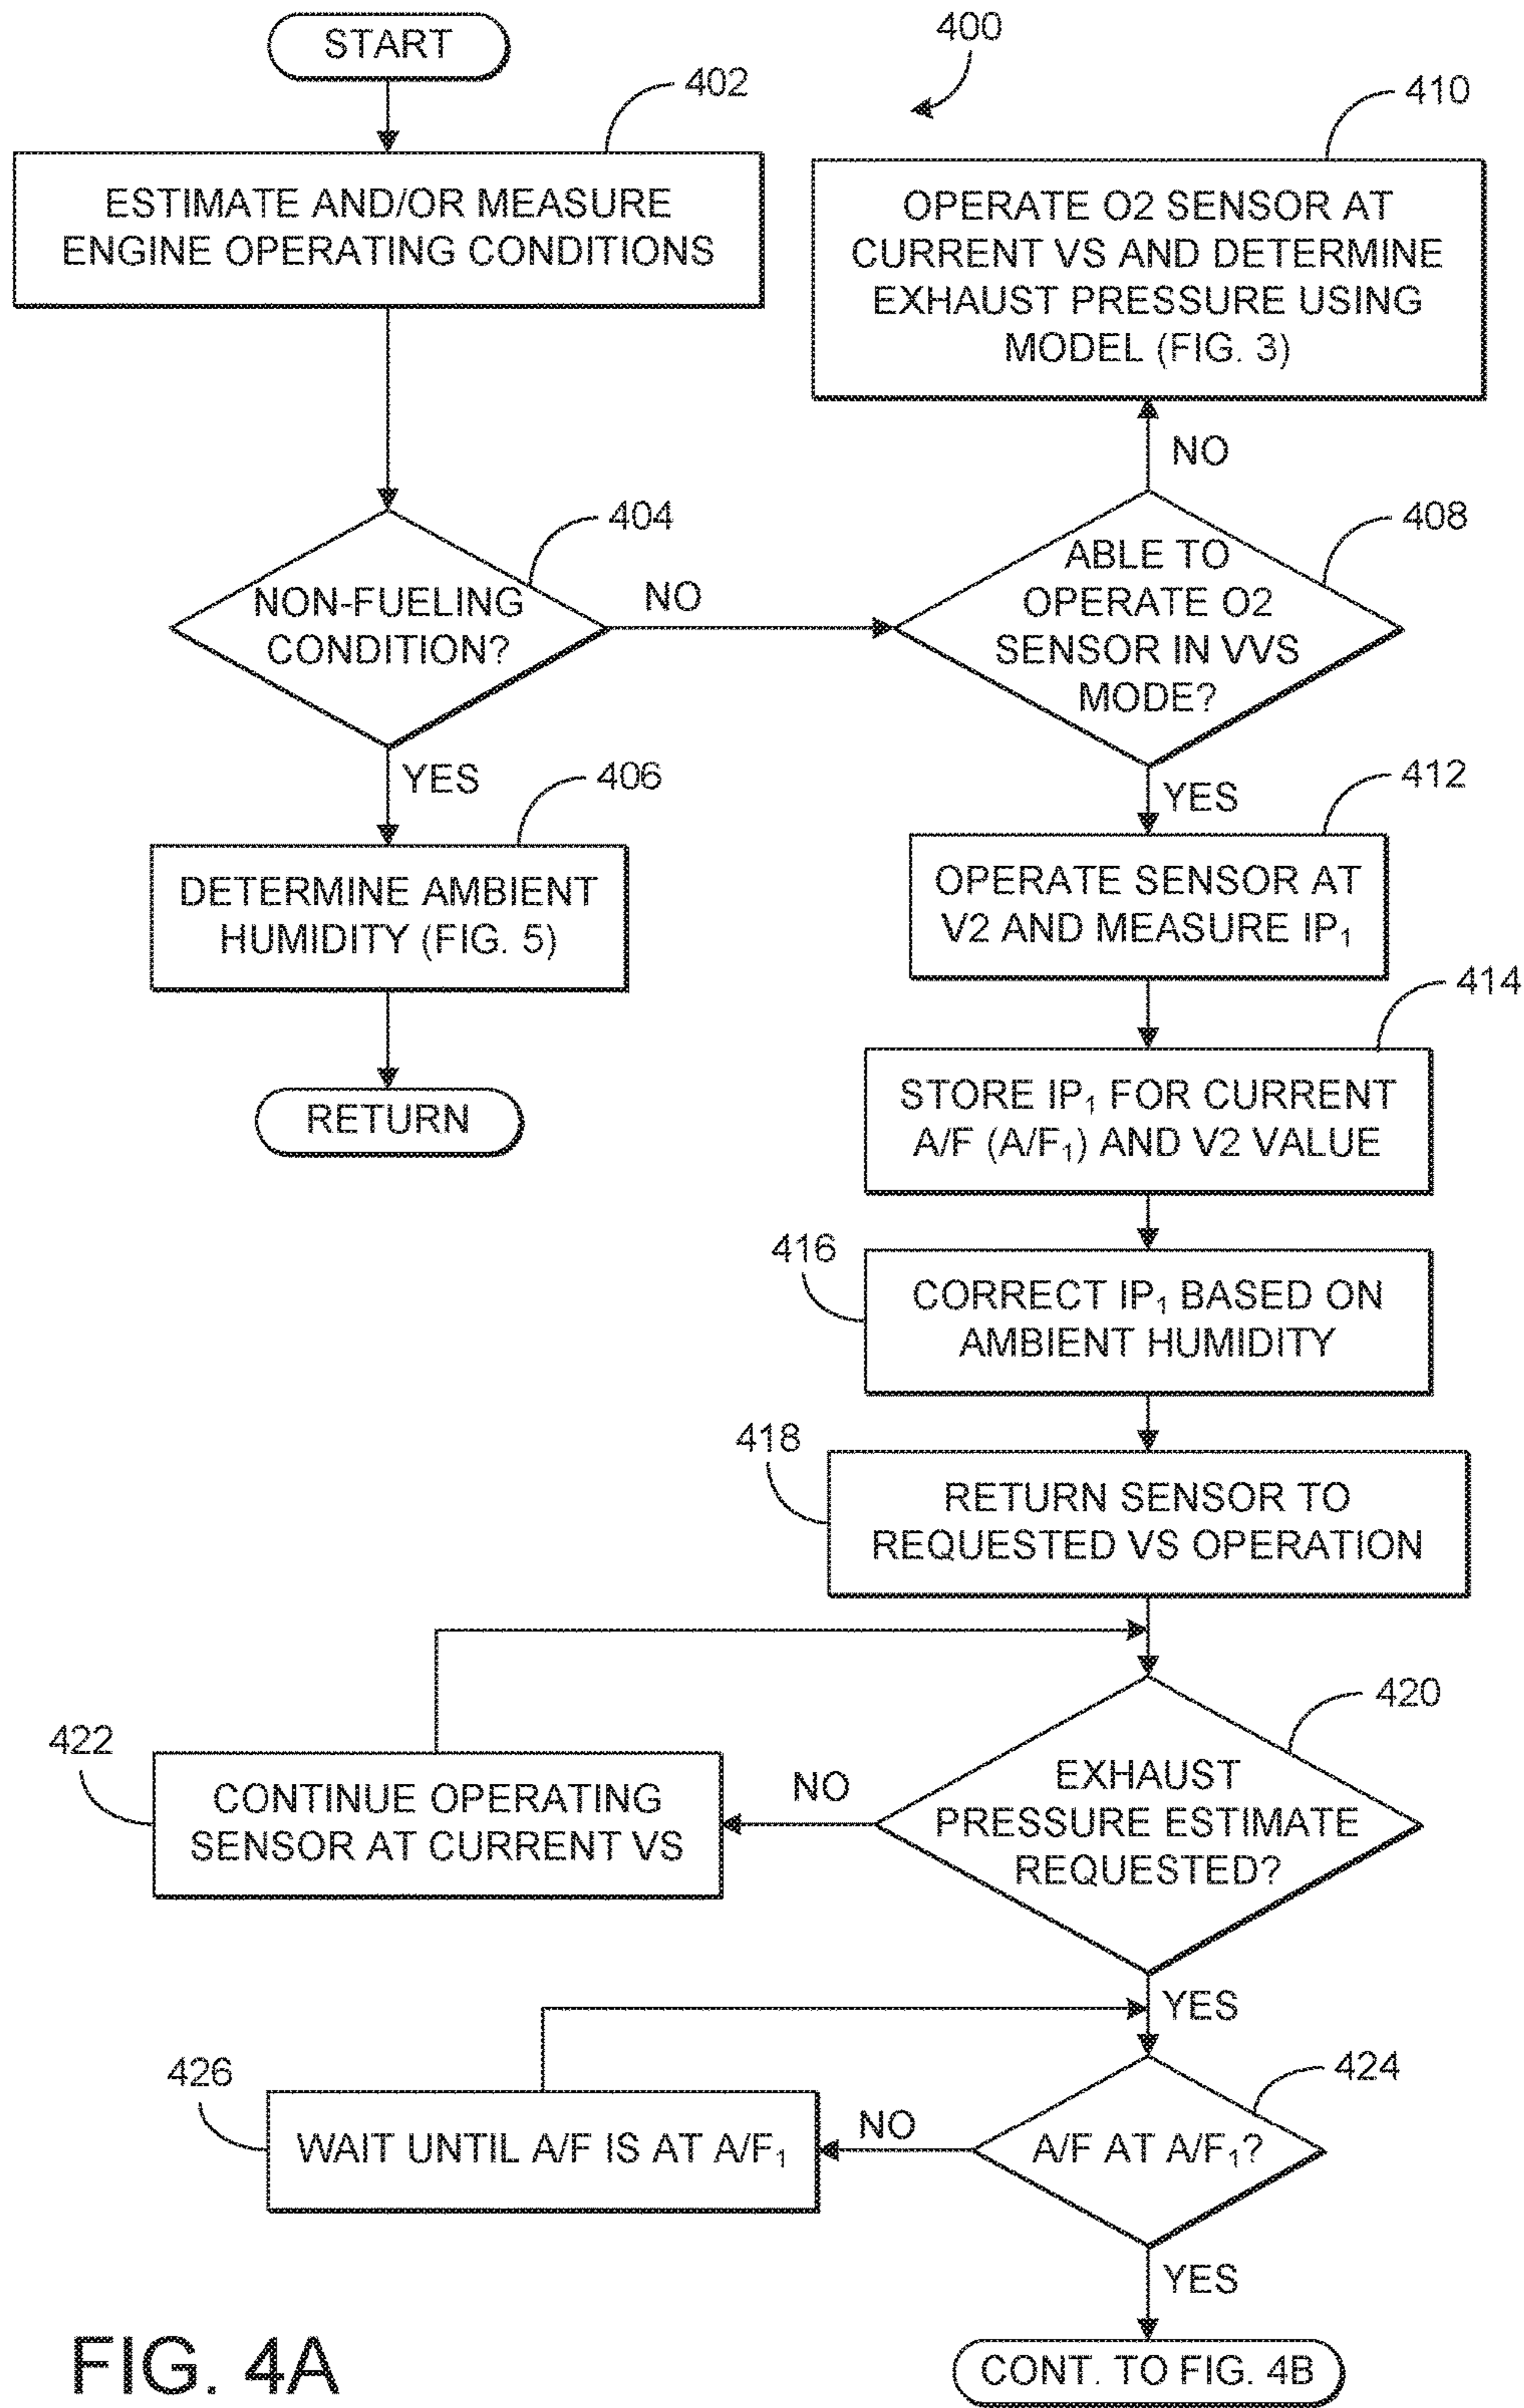 START
400
402
ESTIMATE AND/OR MEASURE
ENGINE OPERATING CONDITIONS
410
OPERATE O2 SENSOR AT
CURRENT VS AND DETERMINE
EXHAUST PRESSURE USING
MODEL (FIG. 3)
NO
404
NON-FUELING
CONDITION?
NO
408
ABLE TO
OPERATE O2
SENSOR IN VVS
MODE?
YES
406
DETERMINE AMBIENT
HUMIDITY (FIG. 5)
RETURN
YES
412
OPERATE SENSOR AT
V2 AND MEASURE IP₁
414
STORE IP₁ FOR CURRENT
A/F (A/F₁) AND V2 VALUE
416
CORRECT IP₁ BASED ON
AMBIENT HUMIDITY
418
RETURN SENSOR TO
REQUESTED VS OPERATION
420
EXHAUST
PRESSURE ESTIMATE
REQUESTED?
NO
422
CONTINUE OPERATING
SENSOR AT CURRENT VS
YES
424
A/F AT A/F₁?
NO
426
WAIT UNTIL A/F IS AT A/F₁
YES
CONT. TO FIG. 4B
FIG. 4A